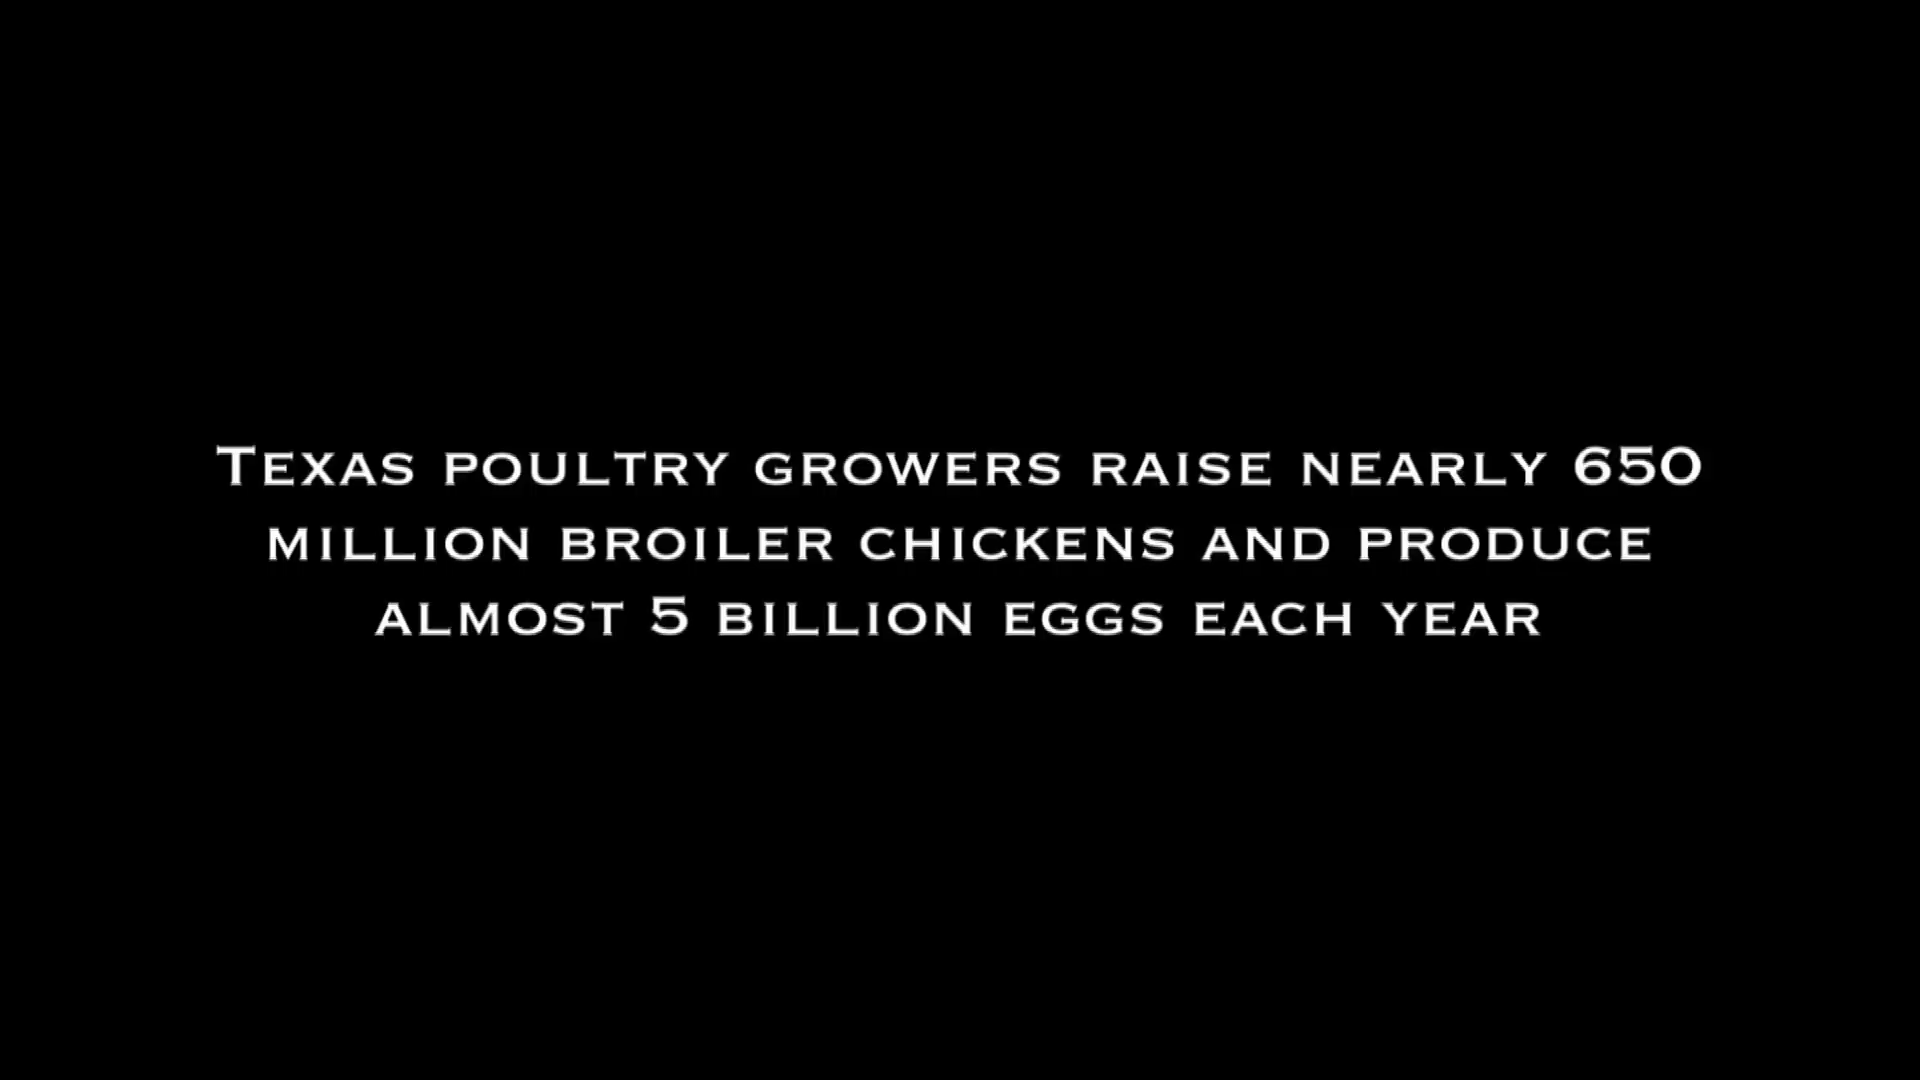 Texas poultry growers raise nearly 650
million broiler chickens and produce
almost 5 billion eggs each year